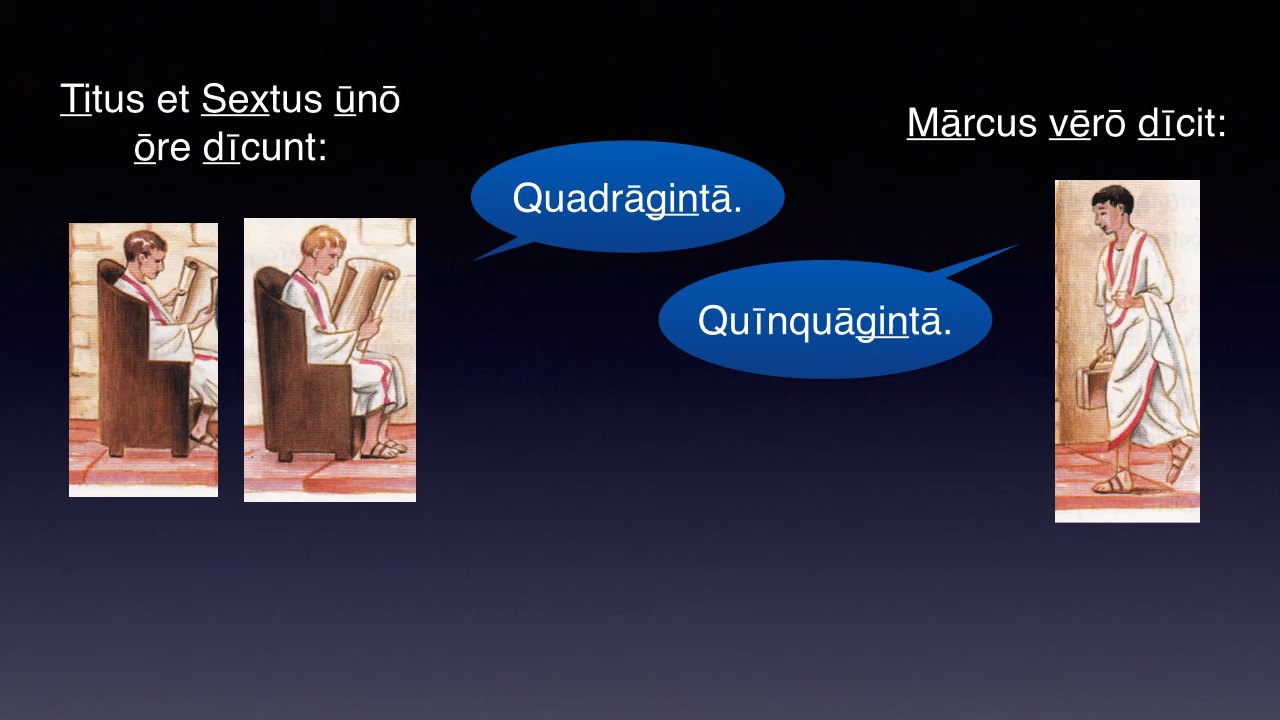 Titus et Sextus ūnō
ōre dīcunt:
Mārcus vērō dīcit:
Quadrāgintā.
Quīnquāgintā.